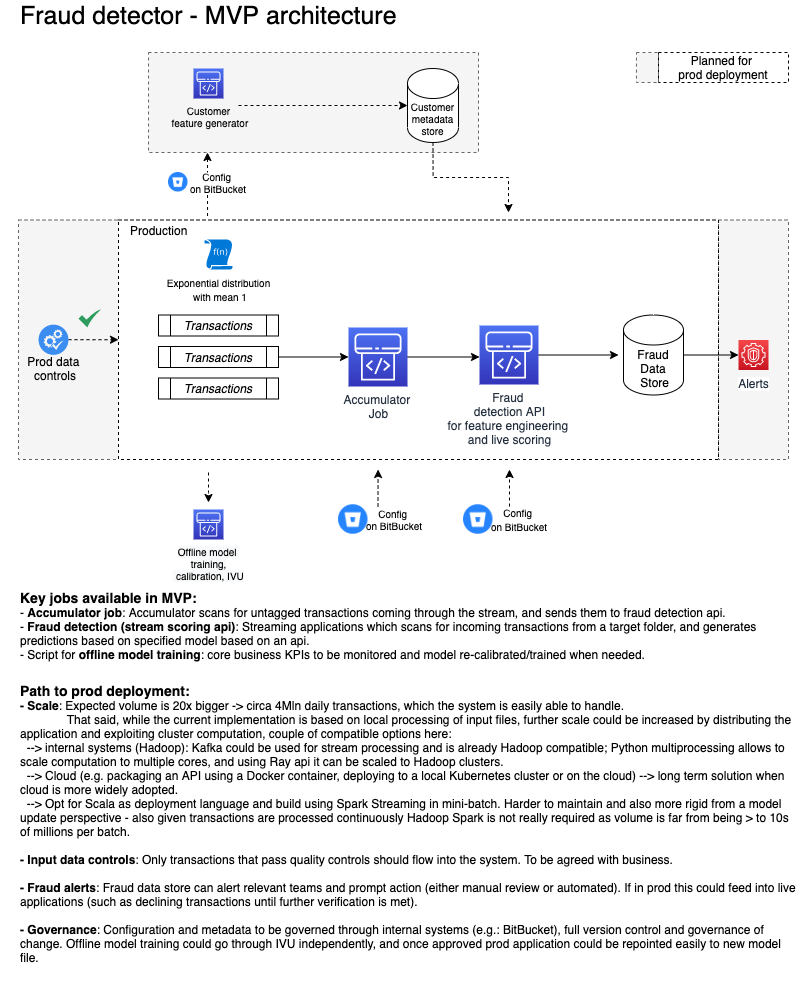 Fraud detector - MVP architecture
Planned for
prod deployment
Customer
feature generator
Customer
metadata
store
Config
on BitBucket
Production
f(n)
Exponential distribution
with mean 1
Transactions
Transactions
Transactions
Prod data
controls
Accumulator
Job
Fraud
detection API
for feature engineering
and live scoring
Fraud
Data
Store
Alerts
Config
on BitBucket
Config
on BitBucket
Offline model
training,
calibration, IVU
Key jobs available in MVP:
- Accumulator job: Accumulator scans for untagged transactions coming through the stream, and sends them to fraud detection api.
- Fraud detection (stream scoring api): Streaming applications which scans for incoming transactions from a target folder, and generates
predictions based on specified model based on an api.
- Script for offline model training: core business KPIs to be monitored and model re-calibrated/trained when needed.
Path to prod deployment:
- Scale: Expected volume is 20x bigger -> circa 4Mln daily transactions, which the system is easily able to handle.
That said, while the current implementation is based on local processing of input files, further scale could be increased by distributing the
application and exploiting cluster computation, couple of compatible options here:
--> internal systems (Hadoop): Kafka could be used for stream processing and is already Hadoop compatible; Python multiprocessing allows to
scale computation to multiple cores, and using Ray api it can be scaled to Hadoop clusters.
--> Cloud (e.g. packaging an API using a Docker container, deploying to a local Kubernetes cluster or on the cloud) --> long term solution when
cloud is more widely adopted.
--> Opt for Scala as deployment language and build using Spark Streaming in mini-batch. Harder to maintain and also more rigid from a model
update perspective - also given transactions are processed continuously Hadoop Spark is not really required as volume is far from being > to 10s
of millions per batch.
- Input data controls: Only transactions that pass quality controls should flow into the system. To be agreed with business.
- Fraud alerts: Fraud data store can alert relevant teams and prompt action (either manual review or automated). If in prod this could feed into live
applications (such as declining transactions until further verification is met).
- Governance: Configuration and metadata to be governed through internal systems (e.g.: BitBucket), full version control and governance of
change. Offline model training could go through IVU independently, and once approved prod application could be repointed easily to new model
file.